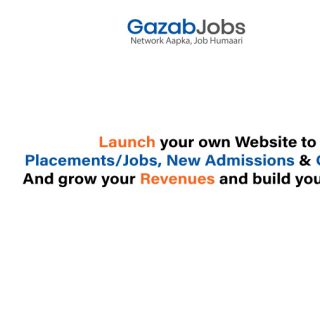 GazabJobs
Network Aapka, Job Humaari
Launch your own Website to
Placements/Jobs, New Admissions &
And grow your Revenues and build you